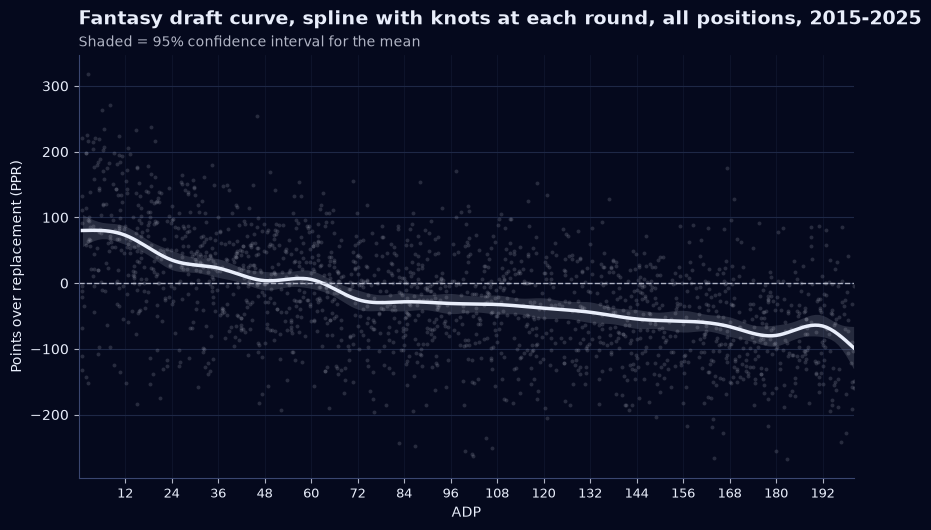 Fantasy draft curve, spline with knots at each round, all positions, 2015-2025
Shaded = 95% confidence interval for the mean
300
200
100
0
−100
−200
Points over replacement (PPR)
12 24 36 48 60 72 84 96 108 120 132 144 156 168 180 192
ADP